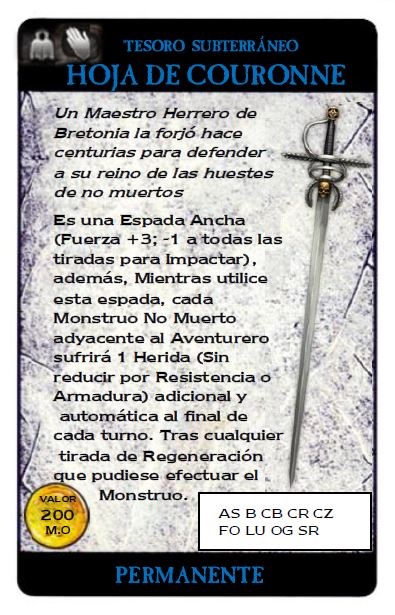 TESORO SUBTERRÁNEO
HOJA DE COURONNE
Un Maestro Herrero de
Bretonia la forjó hace
centurias para defender
a su reino de las huestes
de no muertos
Es una Espada Ancha
(Fuerza +3; -1 a todas las
tiradas para Impactar),
además, Mientras utilice
esta espada, cada
Monstruo No Muerto
adyacente al Aventurero
sufrirá 1 Herida (Sin
reducir por Resistencia o
Armadura) adicional y
automática al final de
cada turno. Tras cualquier
tirada de Regeneración
que pudiese efectuar el
Monstruo.
VALOR
200
M.O
AS B CB CR CZ
FO LU OG SR
PERMANENTE